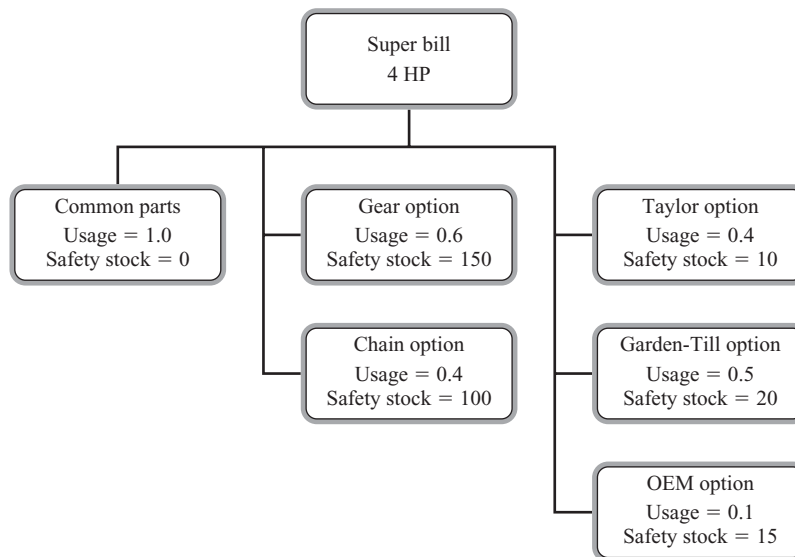 Super bill
4 HP
Common parts
Usage = 1.0
Safety stock = 0
Gear option
Usage = 0.6
Safety stock = 150
Taylor option
Usage = 0.4
Safety stock = 10
Chain option
Usage = 0.4
Safety stock = 100
Garden-Till option
Usage = 0.5
Safety stock = 20
OEM option
Usage = 0.1
Safety stock = 15